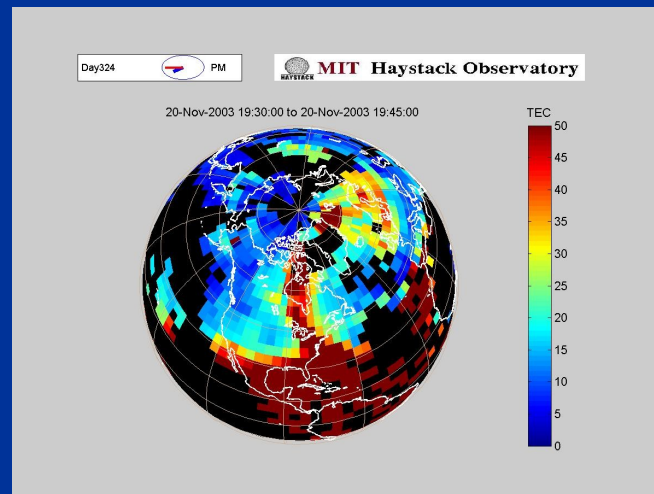 Day324
PM
HAYSTACK
MIT Haystack Observatory
20-Nov-2003 19:30:00 to 20-Nov-2003 19:45:00
TEC
50
45
40
35
30
25
20
15
10
5
0